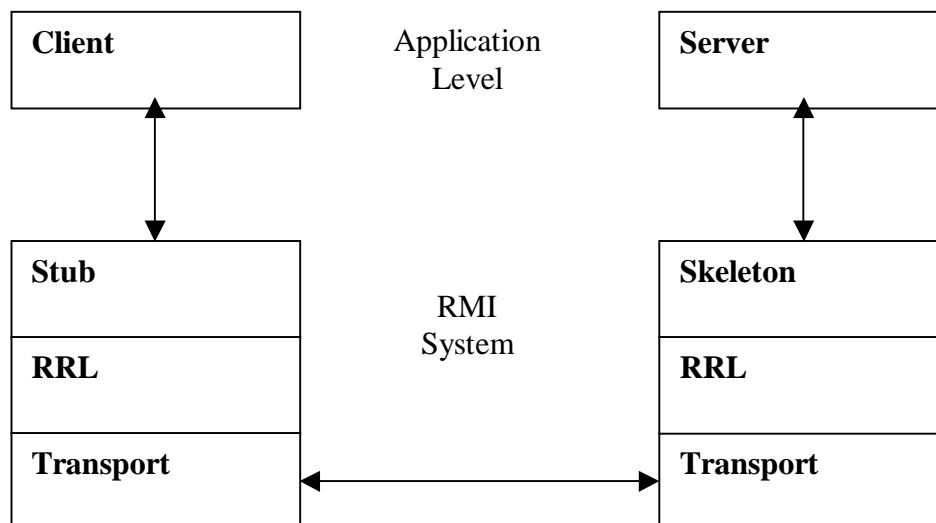 Client
Application
Level
Server
Stub
Skeleton
RMI
System
RRL
RRL
Transport
Transport